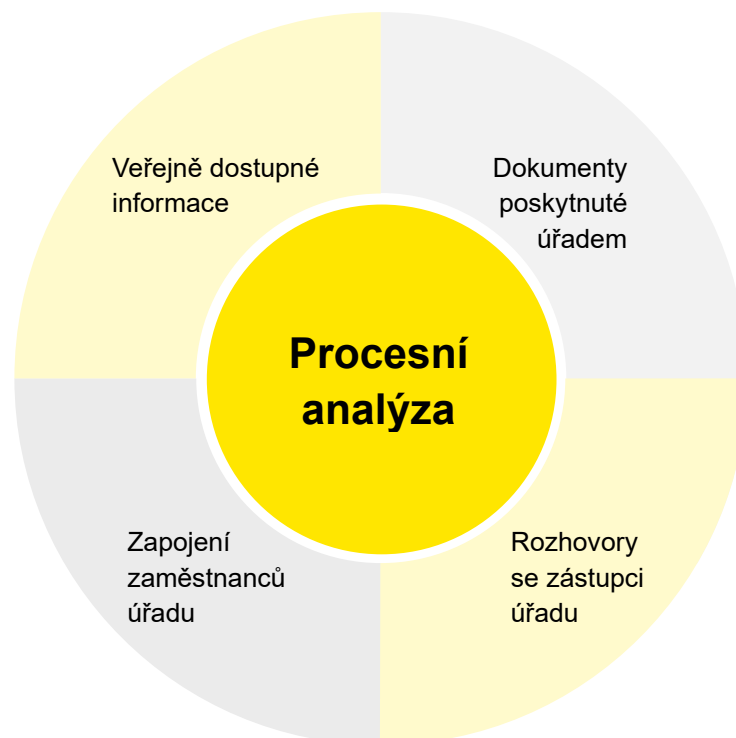 Veřejně dostupné
informace
Dokumenty
poskytnuté
úřadem
Procesní
analýza
Zapojení
zaměstnanců
úřadu
Rozhovory
se zástupci
úřadu